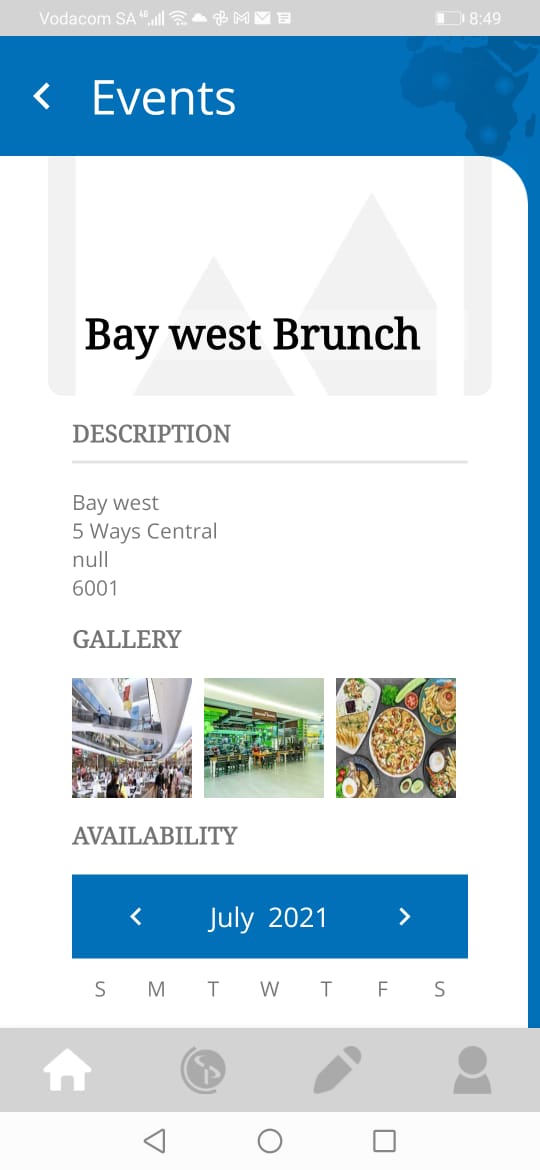 Vodacom SA 4G 8:49
Events
Bay west Brunch
DESCRIPTION
Bay west
5 Ways Central
null
6001
GALLERY
AVAILABILITY
July 2021
S M T W T F S